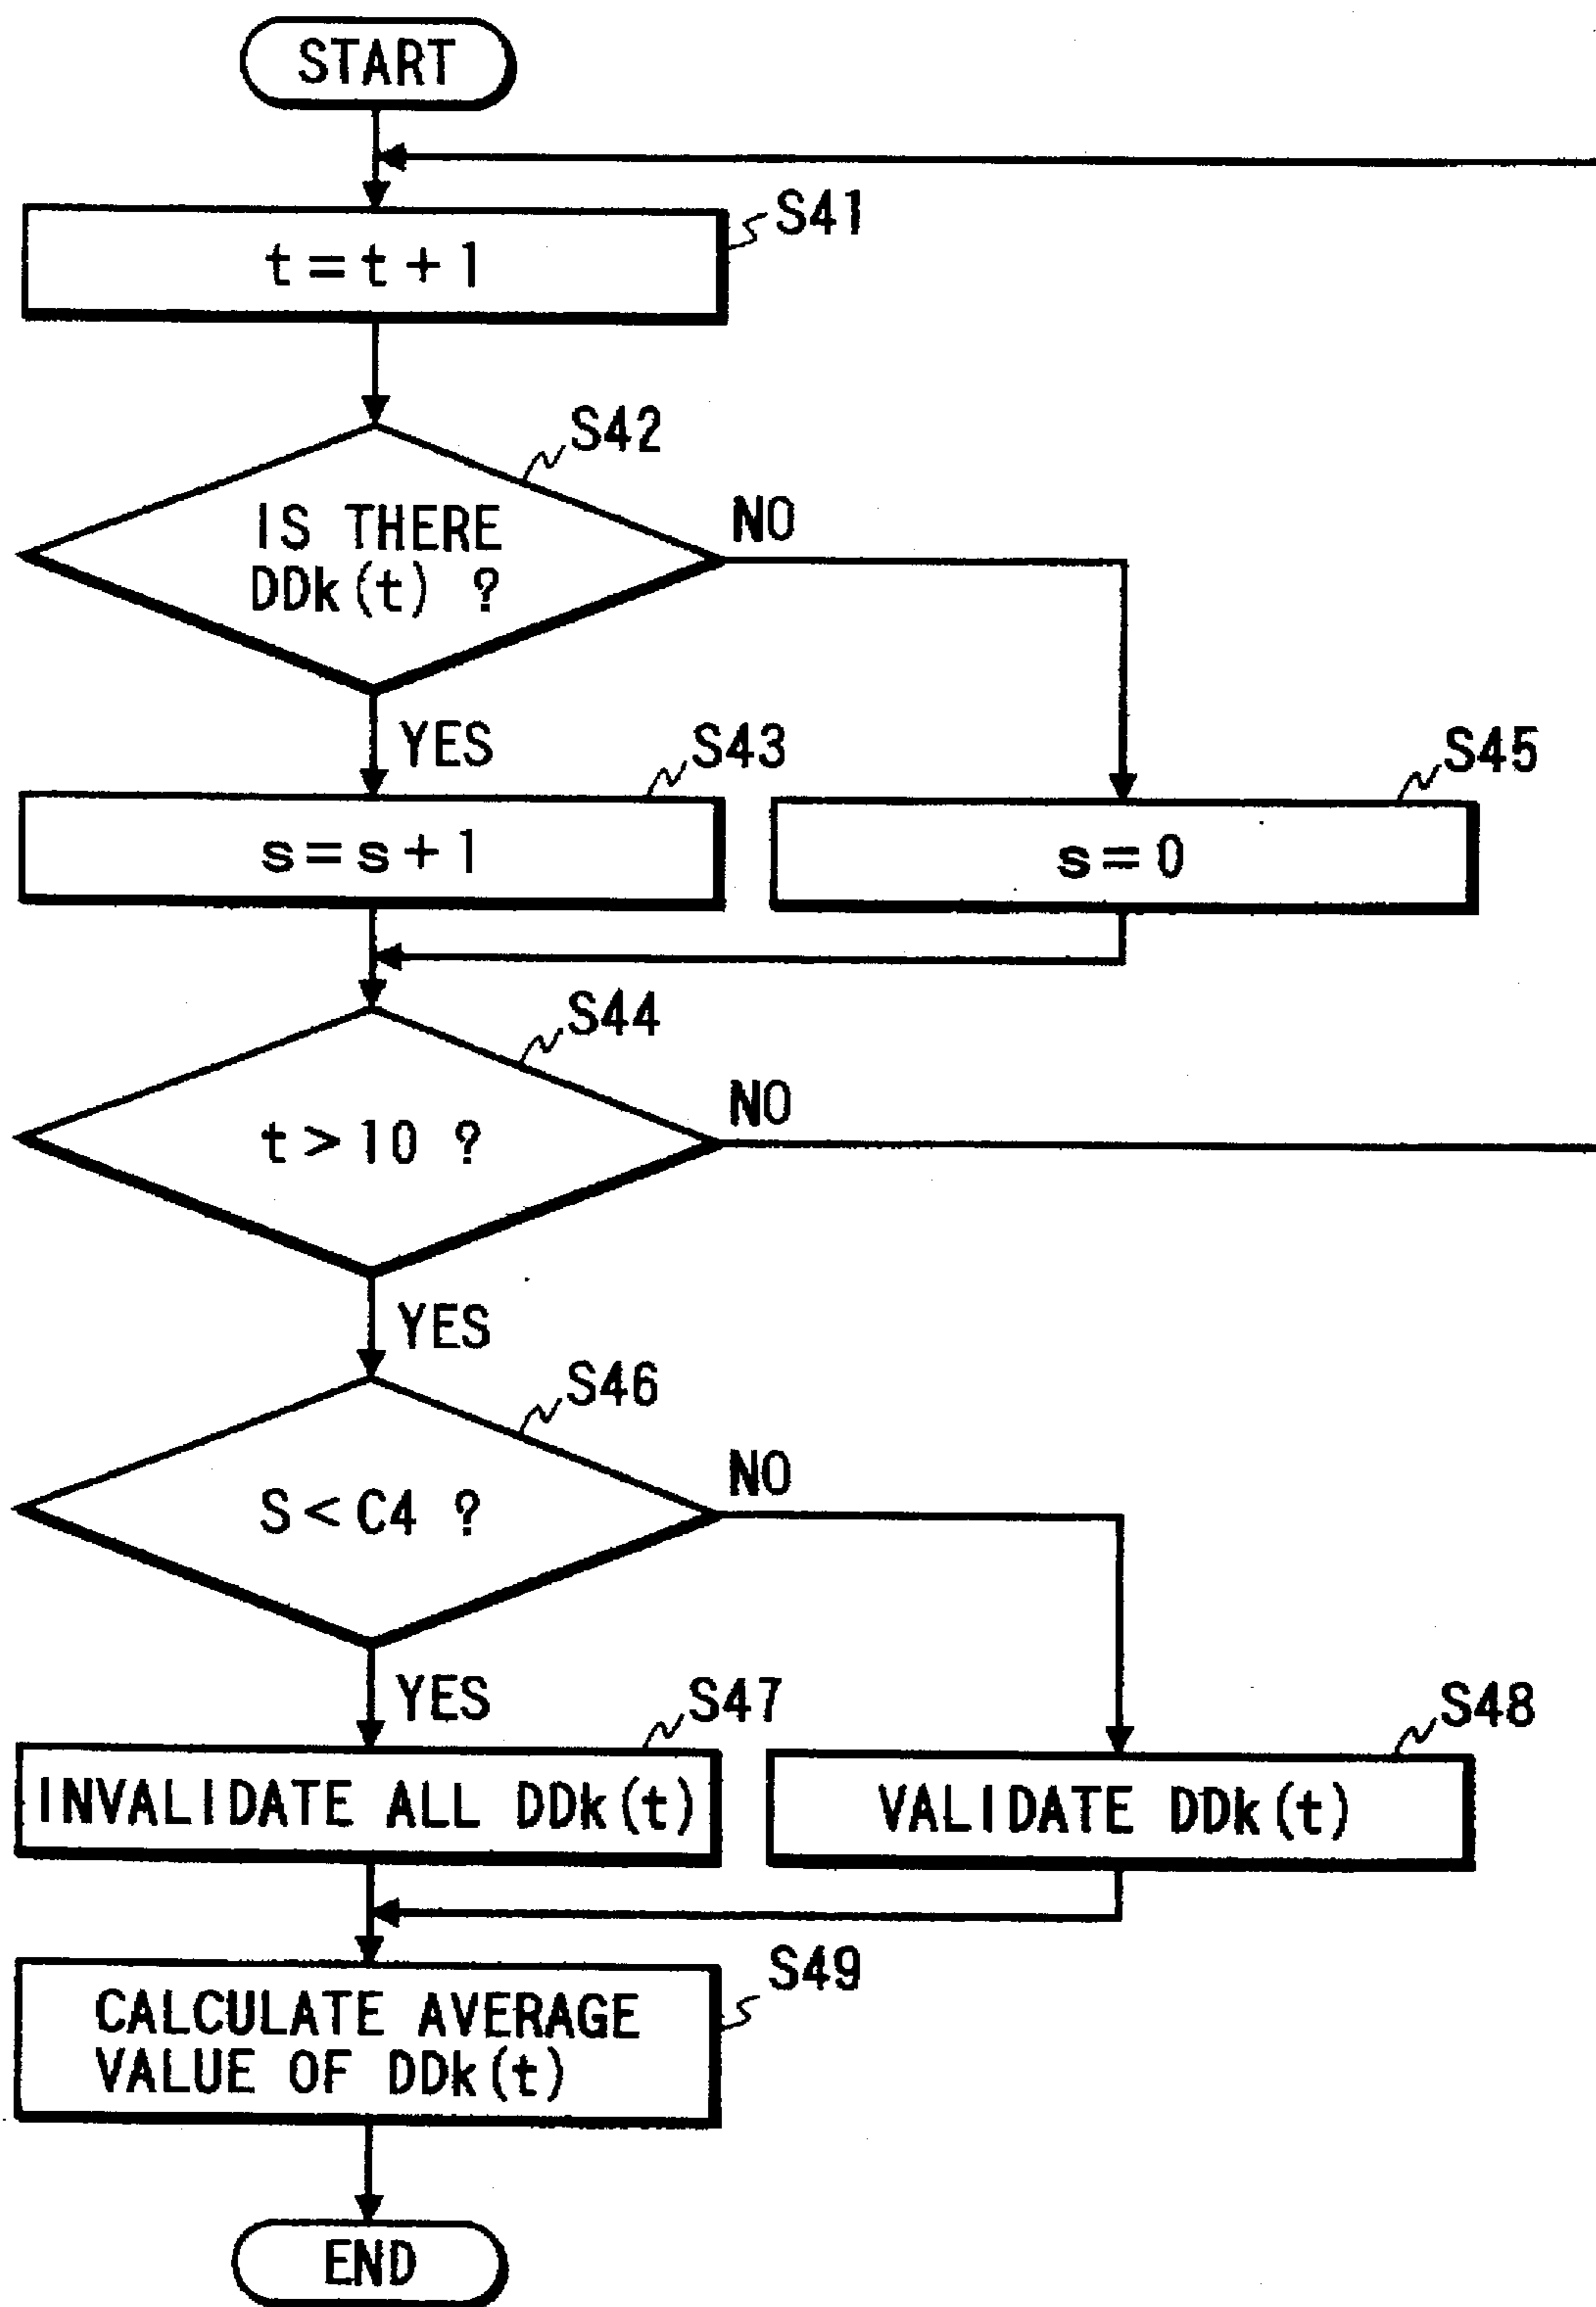 START
S41
t=t+1
S42
IS THERE
DDk(t) ?
NO
YES
S43
S45
s=s+1
s=0
S44
t>10 ?
NO
YES
S46
S<C4 ?
NO
YES
S47
S48
INVALIDATE ALL DDk(t)
VALIDATE DDk(t)
S49
CALCULATE AVERAGE
VALUE OF DDk(t)
END